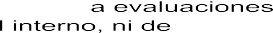 a evaluaciones
l interno, ni de